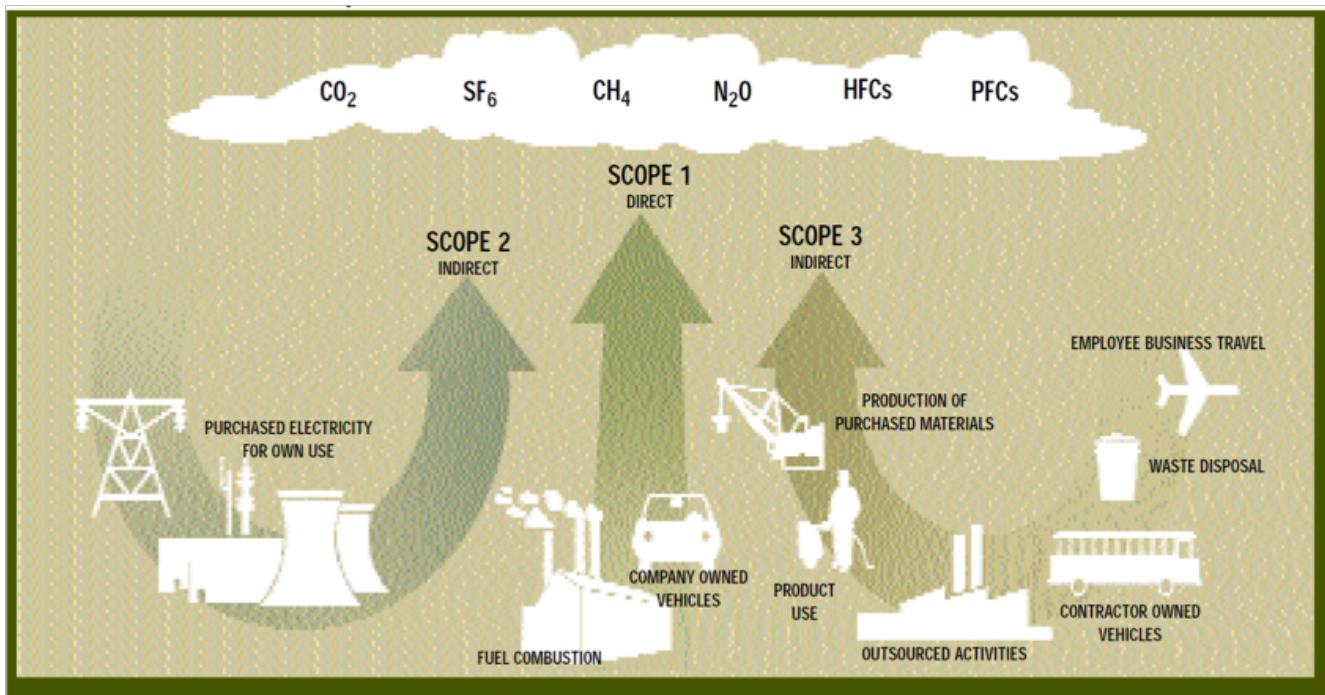 CO₂ SF₆ CH₄ N₂O HFCs PFCs
SCOPE 1
DIRECT
SCOPE 2
INDIRECT
SCOPE 3
INDIRECT
EMPLOYEE BUSINESS TRAVEL
PRODUCTION OF
PURCHASED MATERIALS
PURCHASED ELECTRICITY
FOR OWN USE
WASTE DISPOSAL
COMPANY OWNED
VEHICLES
PRODUCT
USE
CONTRACTOR OWNED
VEHICLES
FUEL COMBUSTION
OUTSOURCED ACTIVITIES